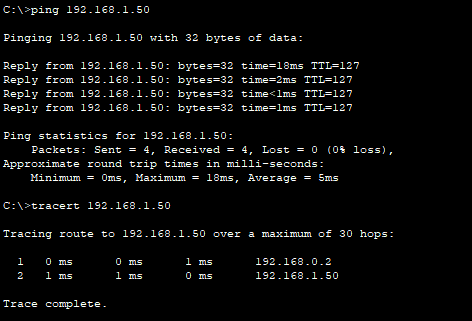 C:\>ping 192.168.1.50
Pinging 192.168.1.50 with 32 bytes of data:
Reply from 192.168.1.50: bytes=32 time=18ms TTL=127
Reply from 192.168.1.50: bytes=32 time=2ms TTL=127
Reply from 192.168.1.50: bytes=32 time<1ms TTL=127
Reply from 192.168.1.50: bytes=32 time=1ms TTL=127
Ping statistics for 192.168.1.50:
Packets: Sent = 4, Received = 4, Lost = 0 (0% loss),
Approximate round trip times in milli-seconds:
Minimum = 0ms, Maximum = 18ms, Average = 5ms
C:\>tracert 192.168.1.50
Tracing route to 192.168.1.50 over a maximum of 30 hops:
1 0 ms 0 ms 1 ms 192.168.0.2
2 1 ms 1 ms 0 ms 192.168.1.50
Trace complete.